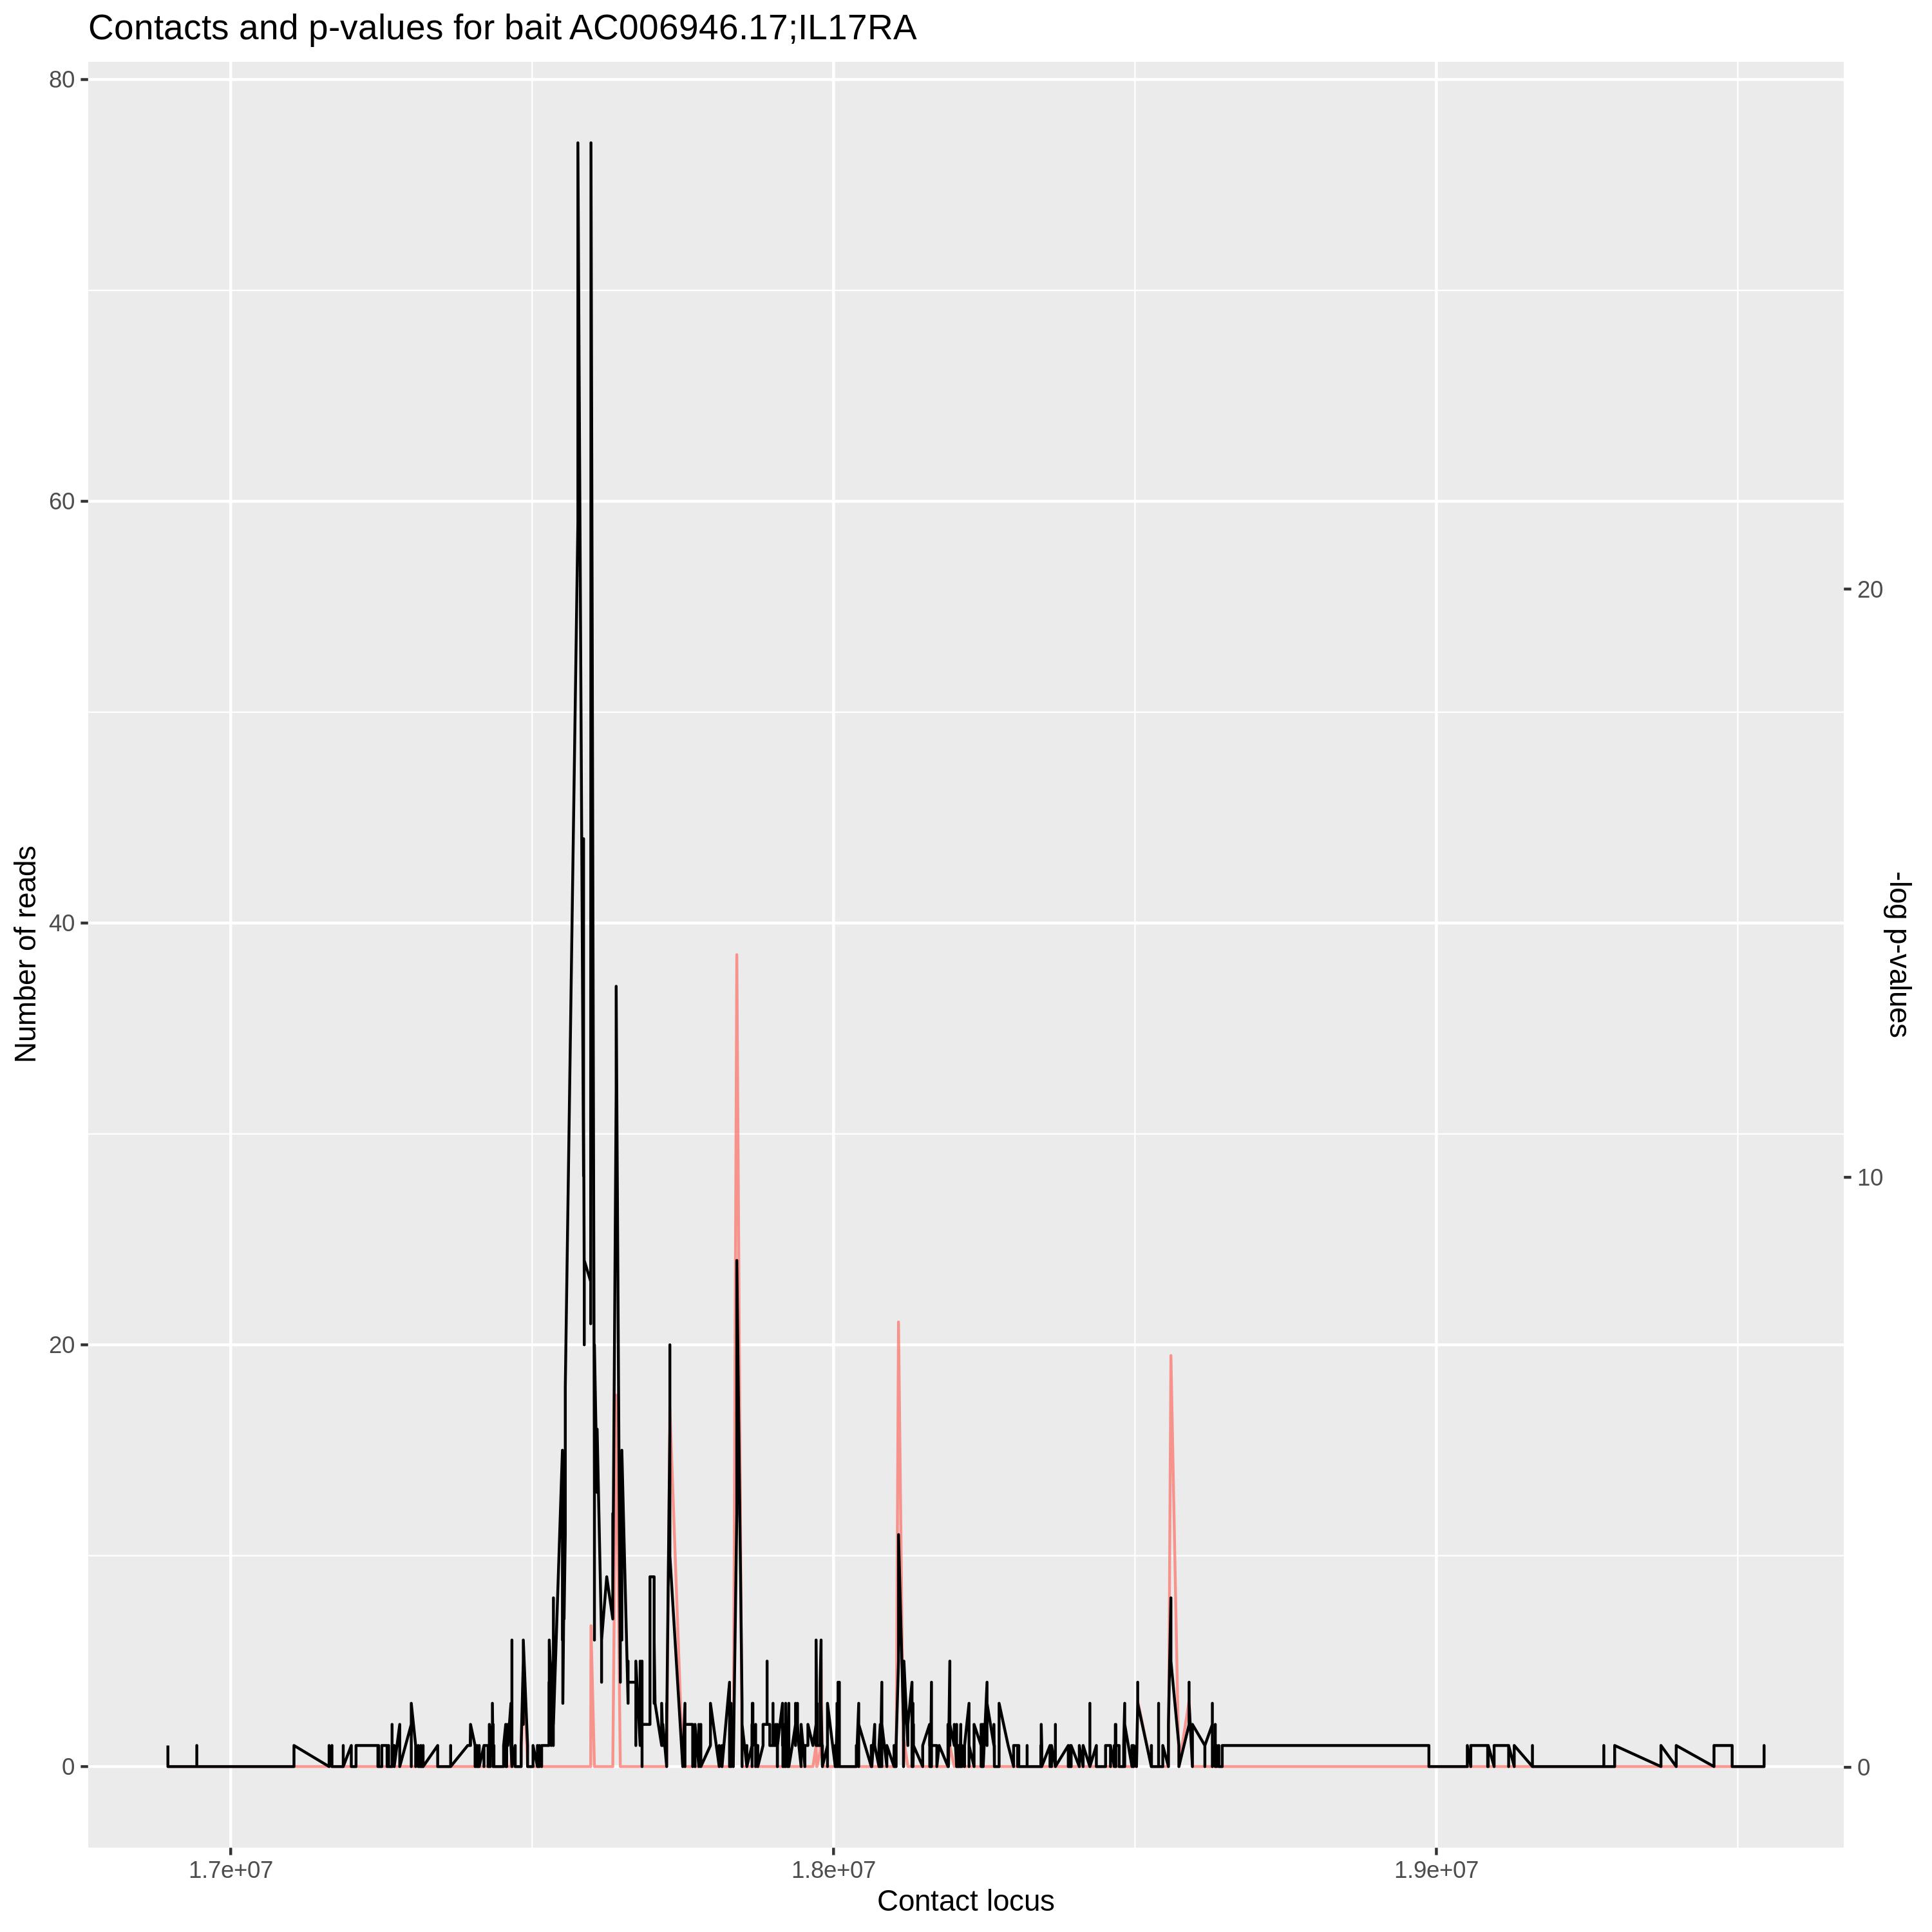 Contacts and p-values for bait AC006946.17;IL17RA
80
60
40
20
0
Number of reads
20
10
0
-log p-values
1.7e+07
1.8e+07
1.9e+07
Contact locus